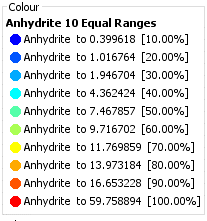 Colour
Anhydrite 10 Equal Ranges
Anhydrite to 0.399618 [10.00%]
Anhydrite to 1.016764 [20.00%]
Anhydrite to 1.946704 [30.00%]
Anhydrite to 4.362424 [40.00%]
Anhydrite to 7.467857 [50.00%]
Anhydrite to 9.716702 [60.00%]
Anhydrite to 11.769859 [70.00%]
Anhydrite to 13.973184 [80.00%]
Anhydrite to 16.653228 [90.00%]
Anhydrite to 59.758894 [100.00%]